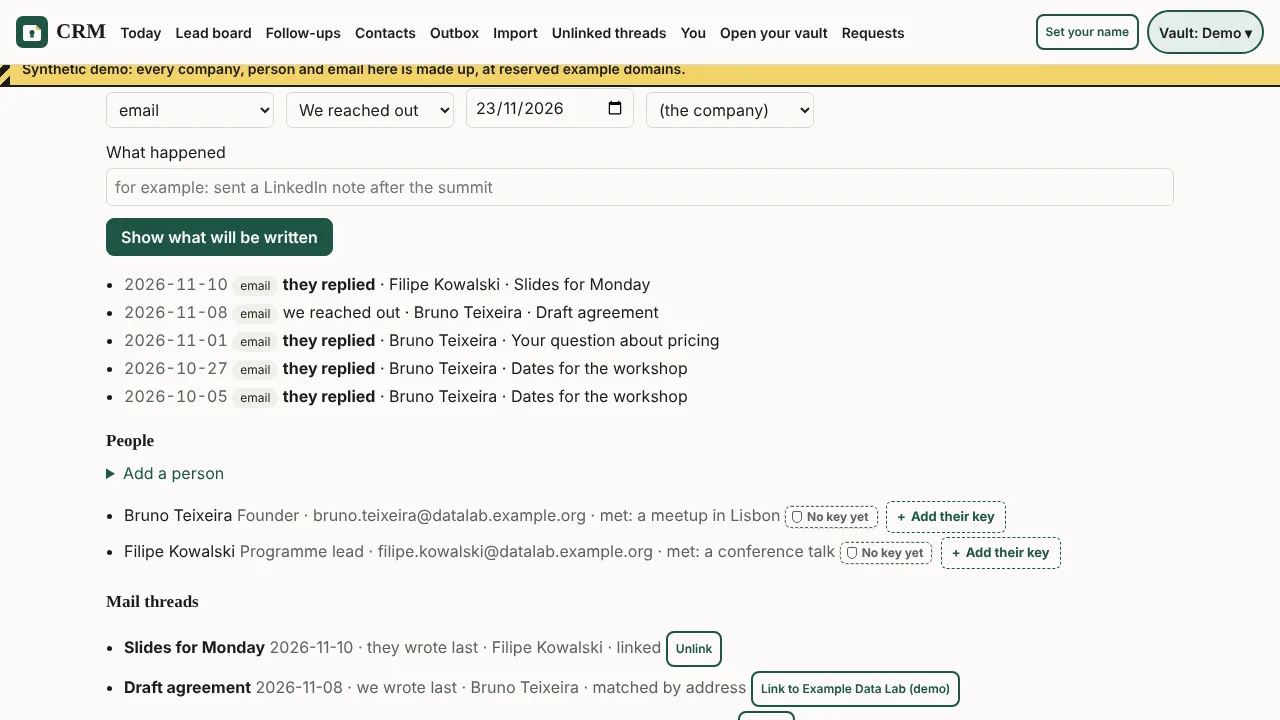 CRM Today Lead board Follow-ups Contacts Outbox Import Unlinked threads You Open your vault Requests Set your name Vault: Demo ▾
Synthetic demo: every company, person and email here is made up, at reserved example domains.
email We reached out 23/11/2026 (the company)
What happened
for example: sent a LinkedIn note after the summit
Show what will be written
2026-11-10 email they replied · Filipe Kowalski · Slides for Monday
2026-11-08 email we reached out · Bruno Teixeira · Draft agreement
2026-11-01 email they replied · Bruno Teixeira · Your question about pricing
2026-10-27 email they replied · Bruno Teixeira · Dates for the workshop
2026-10-05 email they replied · Bruno Teixeira · Dates for the workshop
People
Add a person
Bruno Teixeira Founder · bruno.teixeira@datalab.example.org · met: a meetup in Lisbon No key yet + Add their key
Filipe Kowalski Programme lead · filipe.kowalski@datalab.example.org · met: a conference talk No key yet + Add their key
Mail threads
Slides for Monday 2026-11-10 · they wrote last · Filipe Kowalski · linked Unlink
Draft agreement 2026-11-08 · we wrote last · Bruno Teixeira · matched by address Link to Example Data Lab (demo)